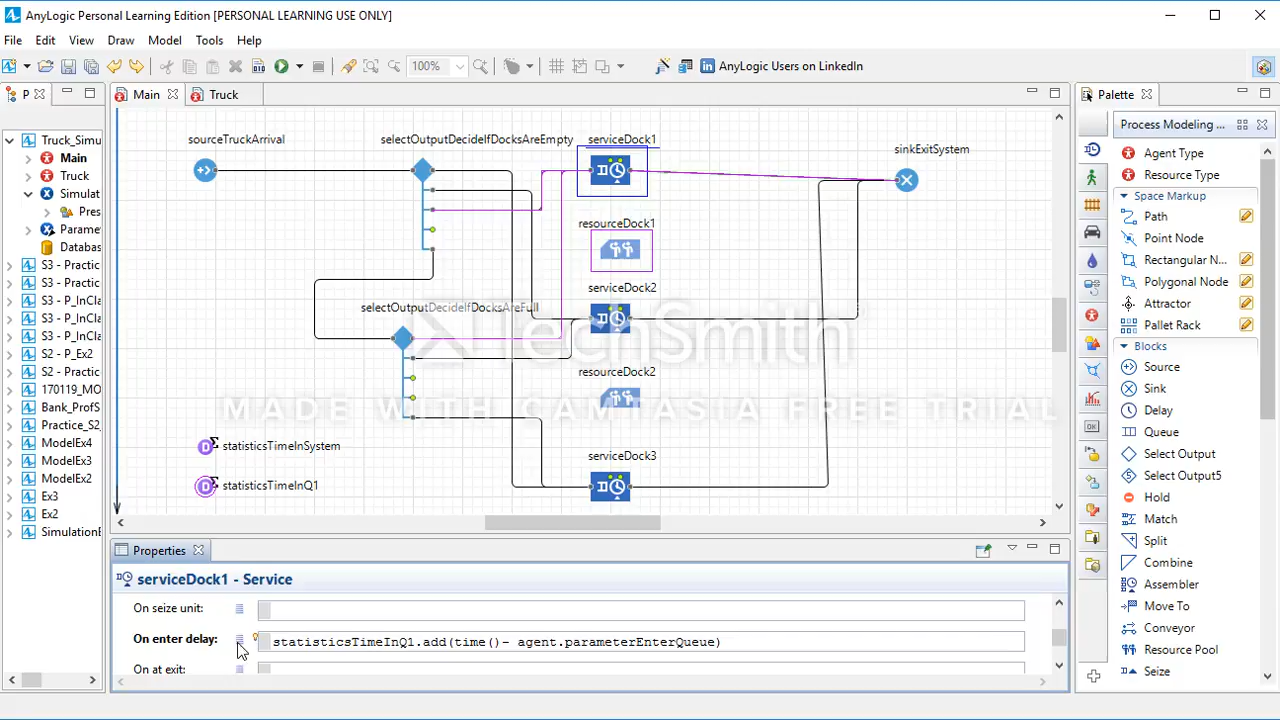 AnyLogic Personal Learning Edition [PERSONAL LEARNING USE ONLY]
File Edit View Draw Model Tools Help
100% AnyLogic Users on LinkedIn
P Main Truck Palette
Process Modeling ...
Truck_Simu
Main
Truck
Simulat
Pres
Parame
Databas
S3 - Practic
S3 - Practic
S3 - P_InCla
S3 - P_InCla
S3 - P_InCla
S2 - P_Ex2
S2 - Practic
170119_MO
Bank_ProfS
Practice_S2
ModelEx4
ModelEx3
ModelEx2
Ex3
Ex2
SimulationE
sourceTruckArrival
selectOutputDecideIfDocksAreEmpty
serviceDock1
sinkExitSystem
resourceDock1
serviceDock2
selectOutputDecideIfDocksAreFull
resourceDock2
serviceDock3
statisticsTimeInSystem
statisticsTimeInQ1
TechSmith
MADE WITH CAMTASIA FREE TRIAL
Agent Type
Resource Type
Space Markup
Path
Point Node
Rectangular N...
Polygonal Node
Attractor
Pallet Rack
Blocks
Source
Sink
Delay
Queue
Select Output
Select Output5
Hold
Match
Split
Combine
Assembler
Move To
Conveyor
Resource Pool
Seize
Properties
serviceDock1 - Service
On seize unit:
On enter delay: statisticsTimeInQ1.add(time()- agent.parameterEnterQueue)
On at exit: